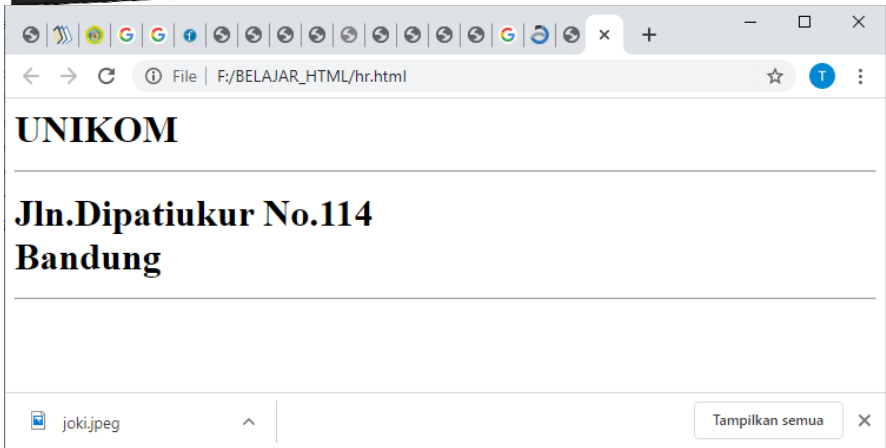 File F:/BELAJAR_HTML/hr.html T
UNIKOM
Jln.Dipatiukur No.114
Bandung
joki.jpeg Tampilkan semua